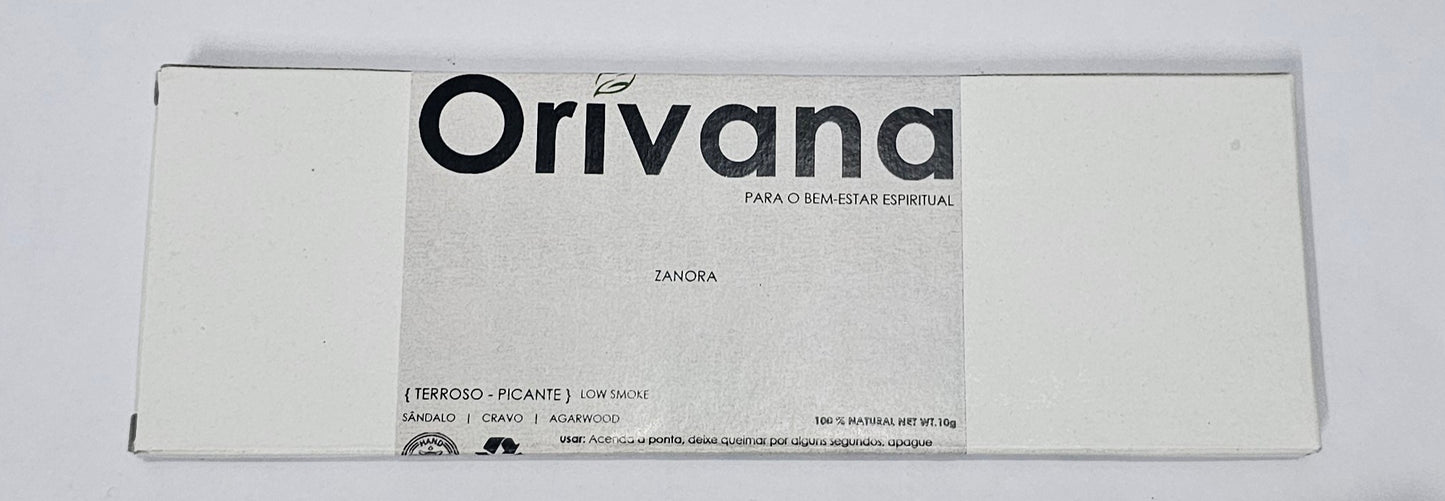 Orivana
PARA O BEM-ESTAR ESPIRITUAL
ZANORA
{ TERROSO - PICANTE } LOW SMOKE
SÂNDALO | CRAVO | AGARWOOD
100 % NATURAL NET WT.10g
HAND
usar: Acenda a ponta, deixe queimar por alguns segundos, apague